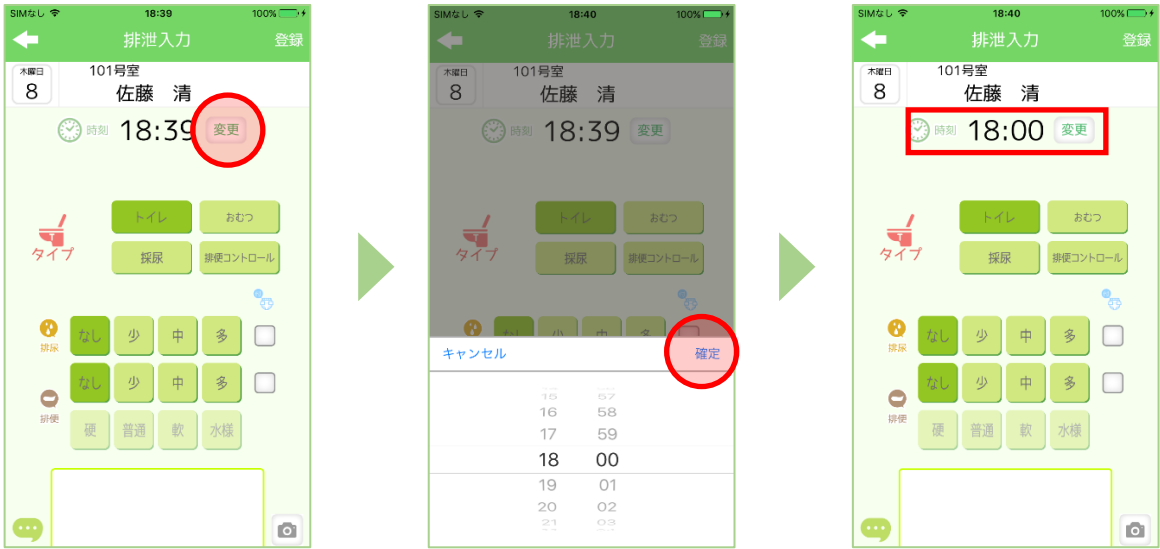 SIMなし 18:39 100%
排泄入力 登録
木曜日
8
101号室
佐藤 清
時刻 18:39 変更
トイレ おむつ
タイプ
採尿 排便コントロール
排尿 なし 少 中 多
なし 少 中 多
排便
硬 普通 軟 水様
SIMなし 18:40 100%
排泄入力 登録
木曜日
8
101号室
佐藤 清
時刻 18:39 変更
トイレ おむつ
タイプ
採尿 排便コントロール
なし 少 中 多
キャンセル 確定
15 57
16 58
17 59
18 00
19 01
20 02
21 03
SIMなし 18:40 100%
排泄入力 登録
木曜日
8
101号室
佐藤 清
時刻 18:00 変更
トイレ おむつ
タイプ
採尿 排便コントロール
排尿 なし 少 中 多
なし 少 中 多
排便
硬 普通 軟 水様